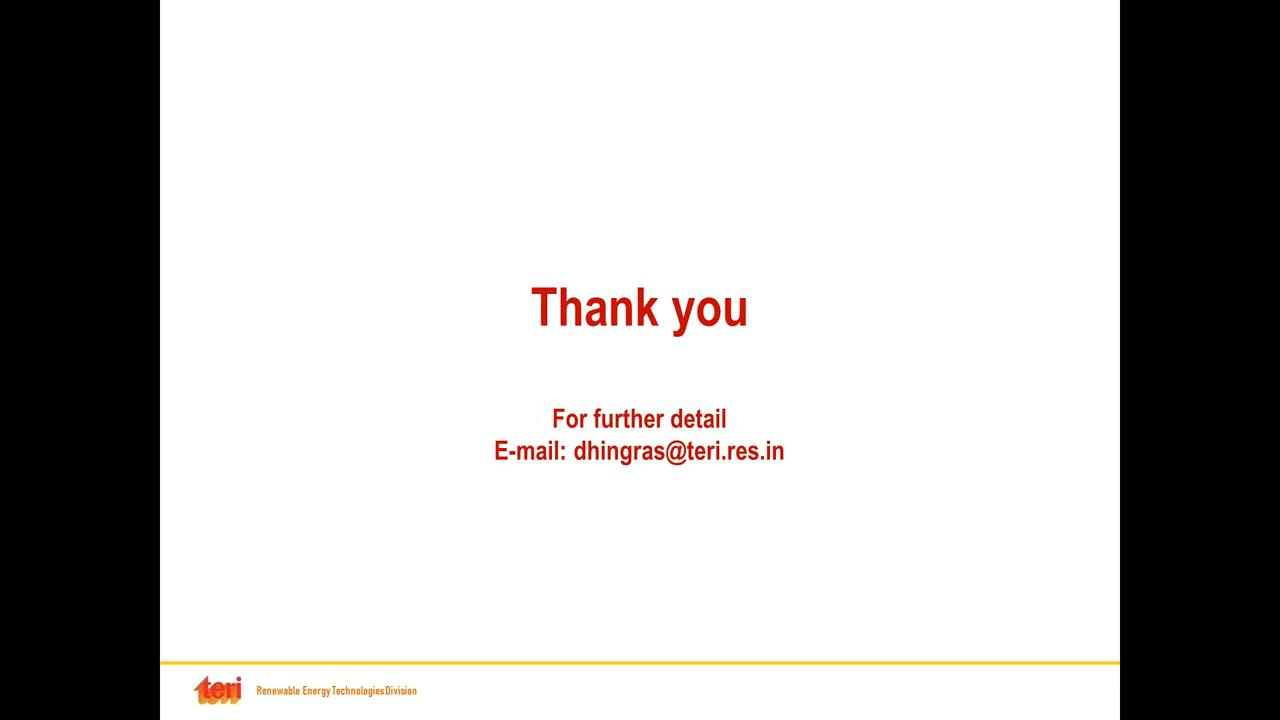 Thank you
For further detail
E-mail: dhingras@teri.res.in
teri
Renewable Energy Technologies Division